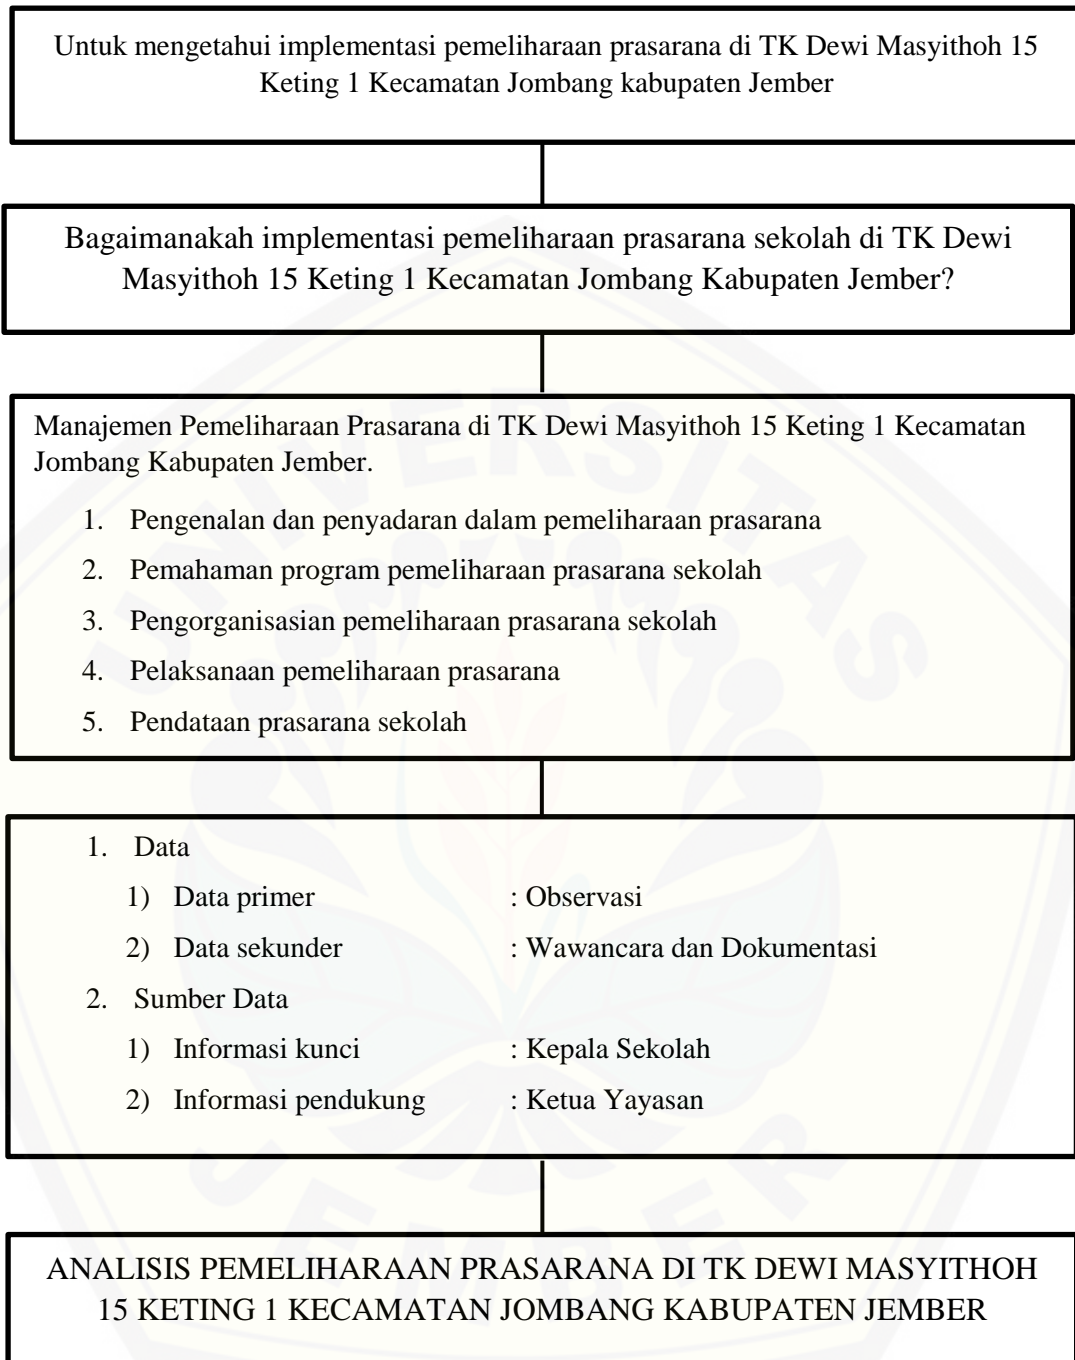 Untuk mengetahui implementasi pemeliharaan prasarana di TK Dewi Masyithoh 15
Keting 1 Kecamatan Jombang kabupaten Jember
Bagaimanakah implementasi pemeliharaan prasarana sekolah di TK Dewi
Masyithoh 15 Keting 1 Kecamatan Jombang Kabupaten Jember?
Manajemen Pemeliharaan Prasarana di TK Dewi Masyithoh 15 Keting 1 Kecamatan
Jombang Kabupaten Jember.
1. Pengenalan dan penyadaran dalam pemeliharaan prasarana
2. Pemahaman program pemeliharaan prasarana sekolah
3. Pengorganisasian pemeliharaan prasarana sekolah
4. Pelaksanaan pemeliharaan prasarana
5. Pendataan prasarana sekolah
1. Data
1) Data primer : Observasi
2) Data sekunder : Wawancara dan Dokumentasi
2. Sumber Data
1) Informasi kunci : Kepala Sekolah
2) Informasi pendukung : Ketua Yayasan
ANALISIS PEMELIHARAAN PRASARANA DI TK DEWI MASYITHOH
15 KETING 1 KECAMATAN JOMBANG KABUPATEN JEMBER
UNIVERSITAS
JEMBER